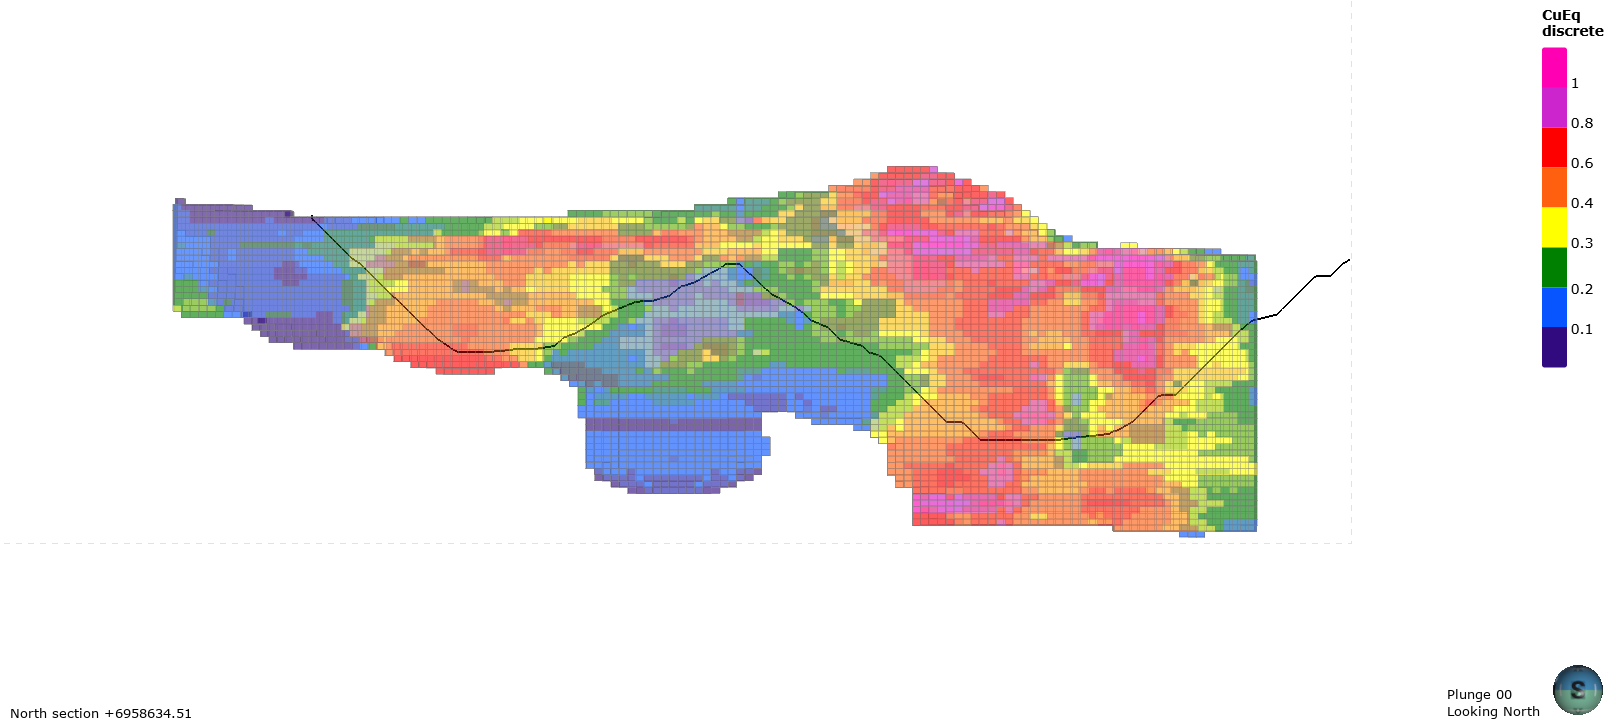 CuEq
discrete
1
0.8
0.6
0.4
0.3
0.2
0.1
Plunge 00
Looking North
S
North section +6958634.51